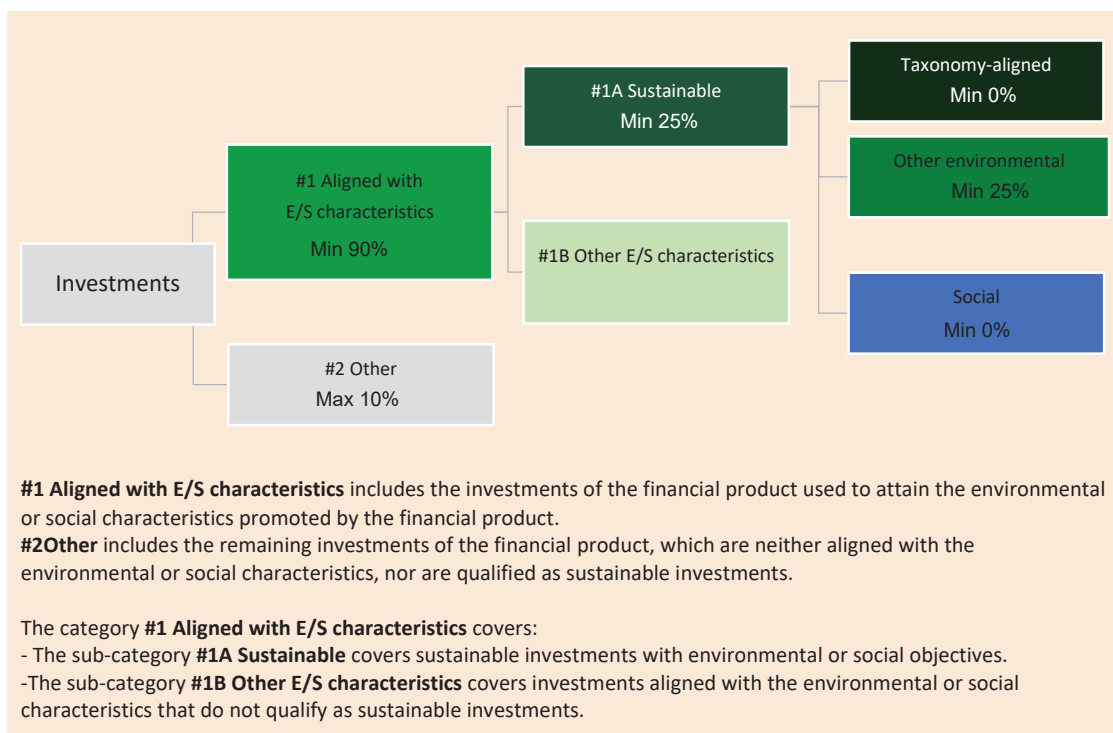 Taxonomy-aligned
Min 0%
#1A Sustainable
Min 25%
Other environmental
Min 25%
#1 Aligned with
E/S characteristics
Min 90%
#1B Other E/S characteristics
Investments
Social
Min 0%
#2 Other
Max 10%
#1 Aligned with E/S characteristics includes the investments of the financial product used to attain the environmental
or social characteristics promoted by the financial product.
#2Other includes the remaining investments of the financial product, which are neither aligned with the
environmental or social characteristics, nor are qualified as sustainable investments.
The category #1 Aligned with E/S characteristics covers:
- The sub-category #1A Sustainable covers sustainable investments with environmental or social objectives.
-The sub-category #1B Other E/S characteristics covers investments aligned with the environmental or social
characteristics that do not qualify as sustainable investments.